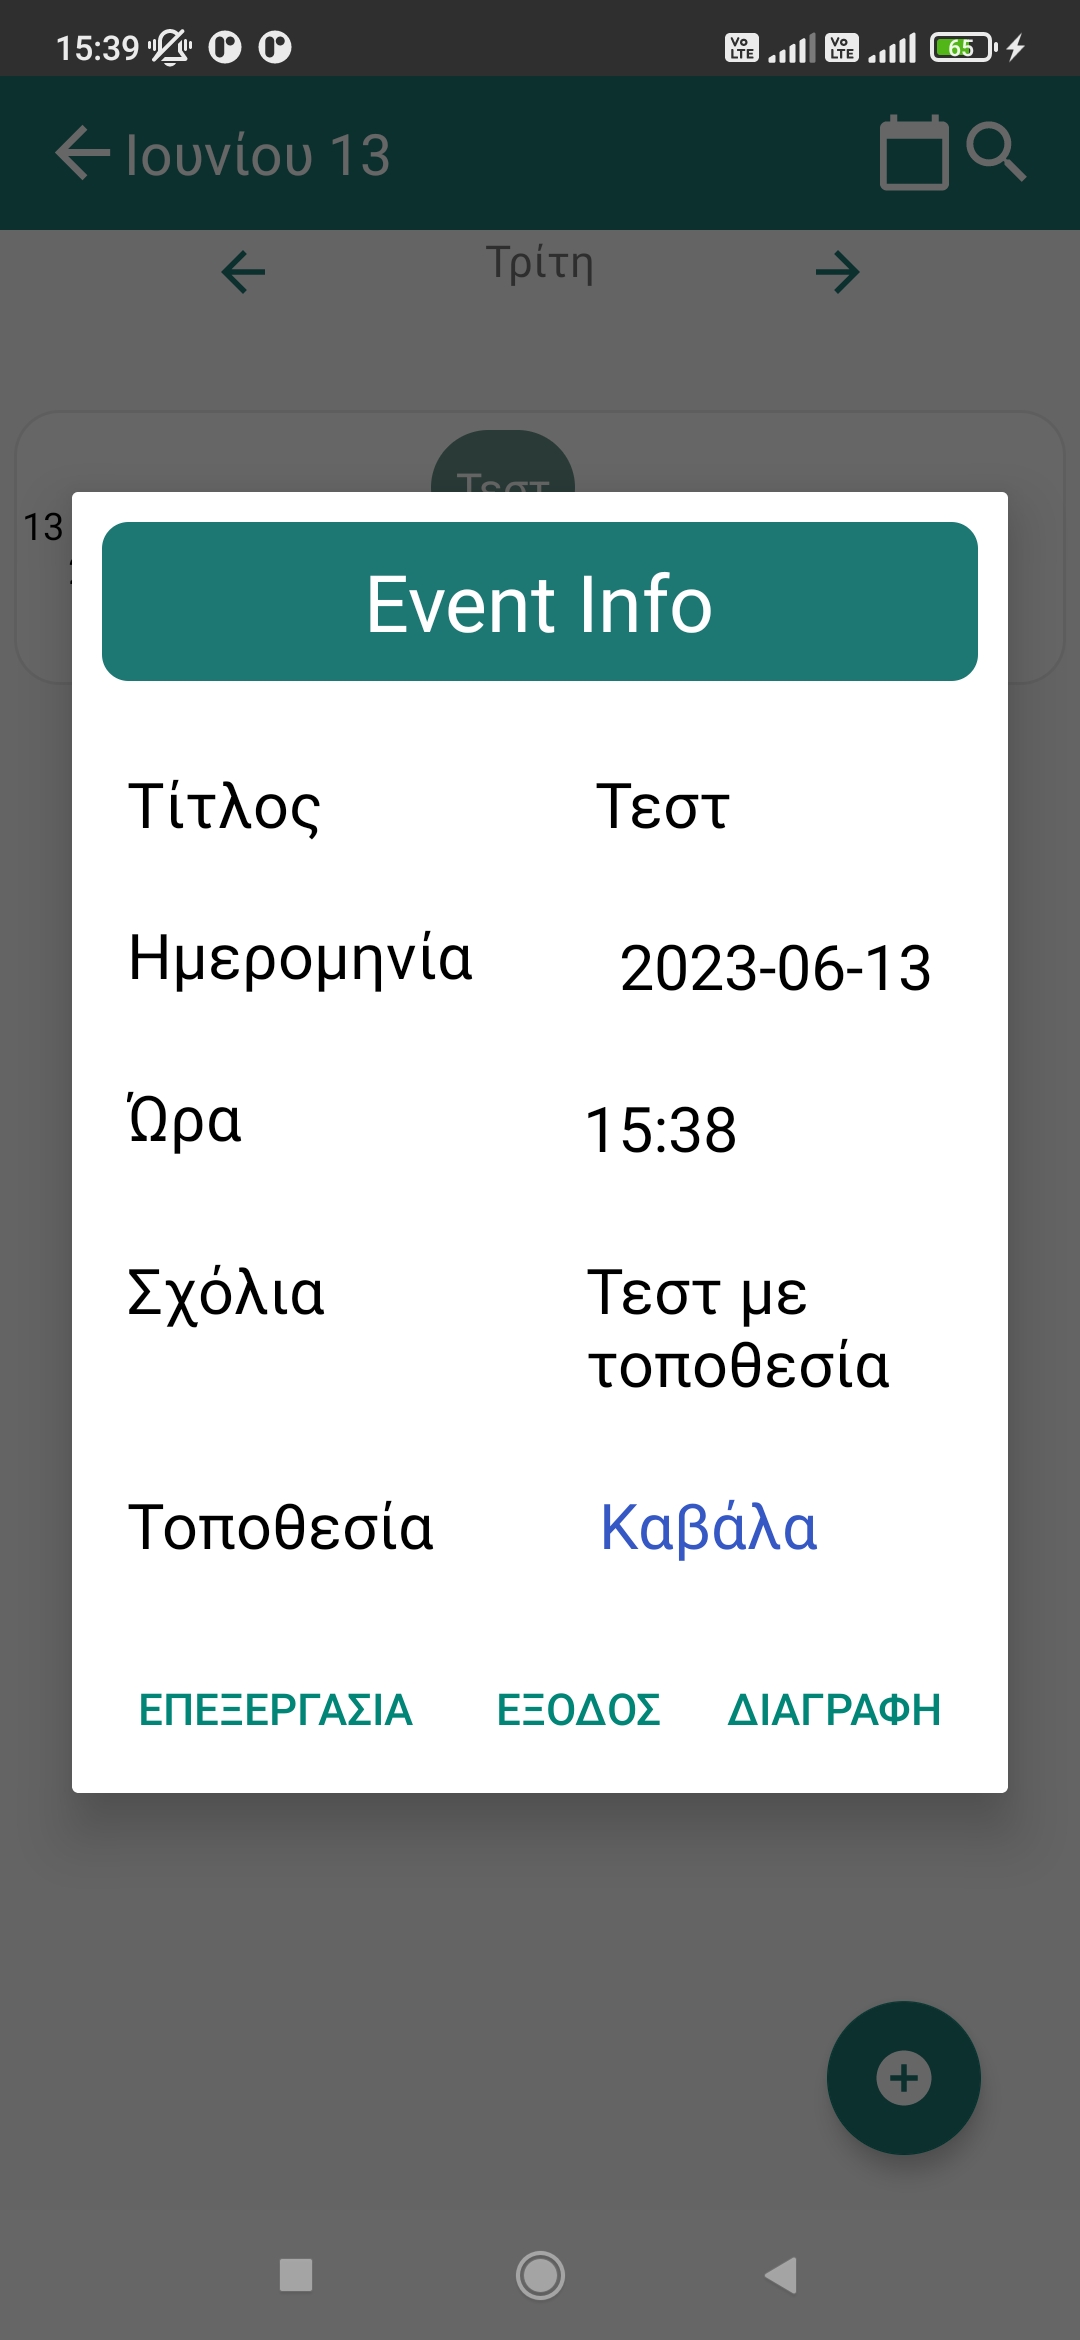 15:39 Vo LTE Vo LTE 65
Ιουνίου 13
Τρίτη
Τεστ
13
Event Info
Τίτλος Τεστ
Ημερομηνία 2023-06-13
Ώρα 15:38
Σχόλια Τεστ με
τοποθεσία
Τοποθεσία Καβάλα
ΕΠΕΞΕΡΓΑΣΙΑ ΕΞΟΔΟΣ ΔΙΑΓΡΑΦΗ